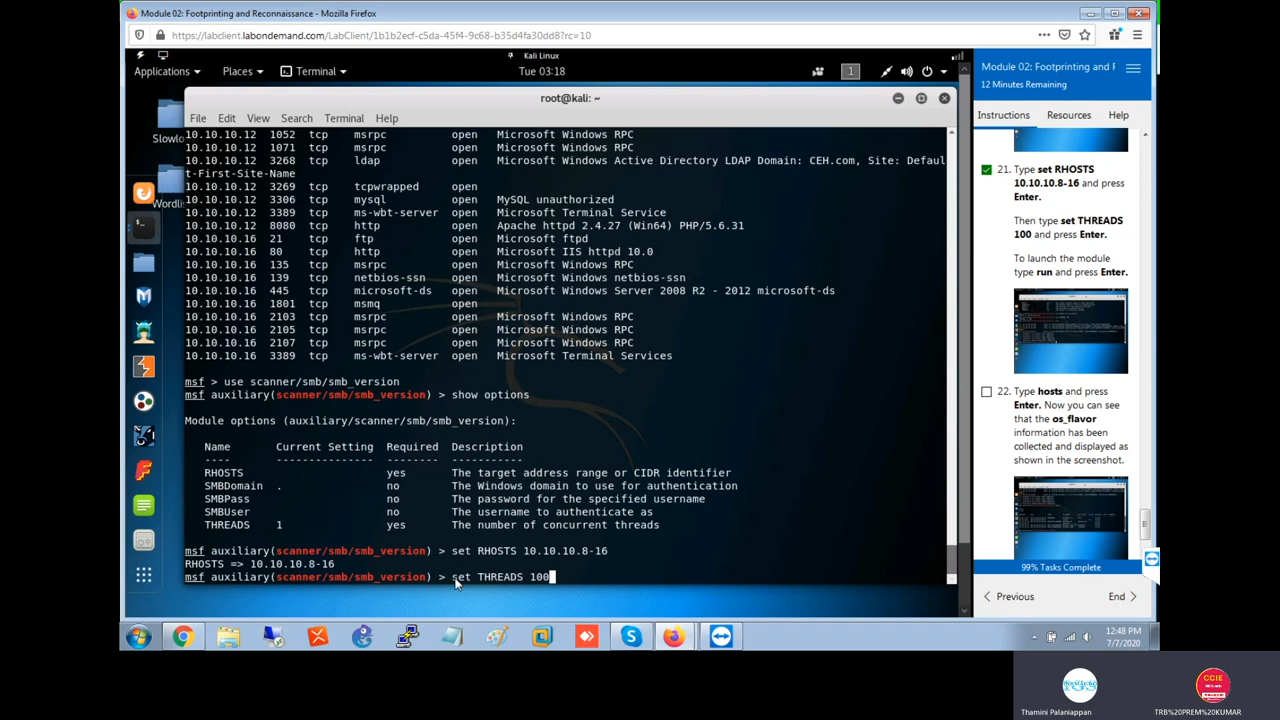 Module 02: Footprinting and Reconnaissance - Mozilla Firefox
https://labclient.labondemand.com/LabClient/1b1b2ecf-6cda-45f4-9c68-b35d4fa30dd8?rc=10
Kali Linux
Applications
Places
Terminal
Tue 03:18
1
root@kali: ~
File Edit View Search Terminal Help
10.10.10.12 1052 tcp msrpc open Microsoft Windows RPC
10.10.10.12 1071 tcp msrpc open Microsoft Windows RPC
10.10.10.12 3268 tcp ldap open Microsoft Windows Active Directory LDAP Domain: CEH.com, Site: Defaul
t-First-Site-Name
10.10.10.12 3269 tcp tcpwrapped open
10.10.10.12 3306 tcp mysql open MySQL unauthorized
10.10.10.12 3389 tcp ms-wbt-server open Microsoft Terminal Service
10.10.10.12 8080 tcp http open Apache httpd 2.4.27 (Win64) PHP/5.6.31
10.10.10.16 21 tcp ftp open Microsoft ftpd
10.10.10.16 80 tcp http open Microsoft IIS httpd 10.0
10.10.10.16 135 tcp msrpc open Microsoft Windows RPC
10.10.10.16 139 tcp netbios-ssn open Microsoft Windows netbios-ssn
10.10.10.16 445 tcp microsoft-ds open Microsoft Windows Server 2008 R2 - 2012 microsoft-ds
10.10.10.16 1801 tcp msmq open
10.10.10.16 2103 tcp msrpc open Microsoft Windows RPC
10.10.10.16 2105 tcp msrpc open Microsoft Windows RPC
10.10.10.16 2107 tcp msrpc open Microsoft Windows RPC
10.10.10.16 3389 tcp ms-wbt-server open Microsoft Terminal Services
msf > use scanner/smb/smb_version
msf auxiliary(scanner/smb/smb_version) > show options
Module options (auxiliary/scanner/smb/smb_version):
Name Current Setting Required Description
---- --------------- -------- -----------
RHOSTS yes The target address range or CIDR identifier
SMBDomain . no The Windows domain to use for authentication
SMBPass no The password for the specified username
SMBUser no The username to authenticate as
THREADS 1 yes The number of concurrent threads
msf auxiliary(scanner/smb/smb_version) > set RHOSTS 10.10.10.8-16
RHOSTS => 10.10.10.8-16
msf auxiliary(scanner/smb/smb_version) > set THREADS 100
Slowlo
Wordlis
Module 02: Footprinting and F
12 Minutes Remaining
Instructions Resources Help
21. Type set RHOSTS
10.10.10.8-16 and press
Enter.
Then type set THREADS
100 and press Enter.
To launch the module
type run and press Enter.
22. Type hosts and press
Enter. Now you can see
that the os_flavor
information has been
collected and displayed as
shown in the screenshot.
99% Tasks Complete
Previous
End
12:48 PM
7/7/2020
Thamini Palaniappan
CCIE
TRB%20PREM%20KUMAR